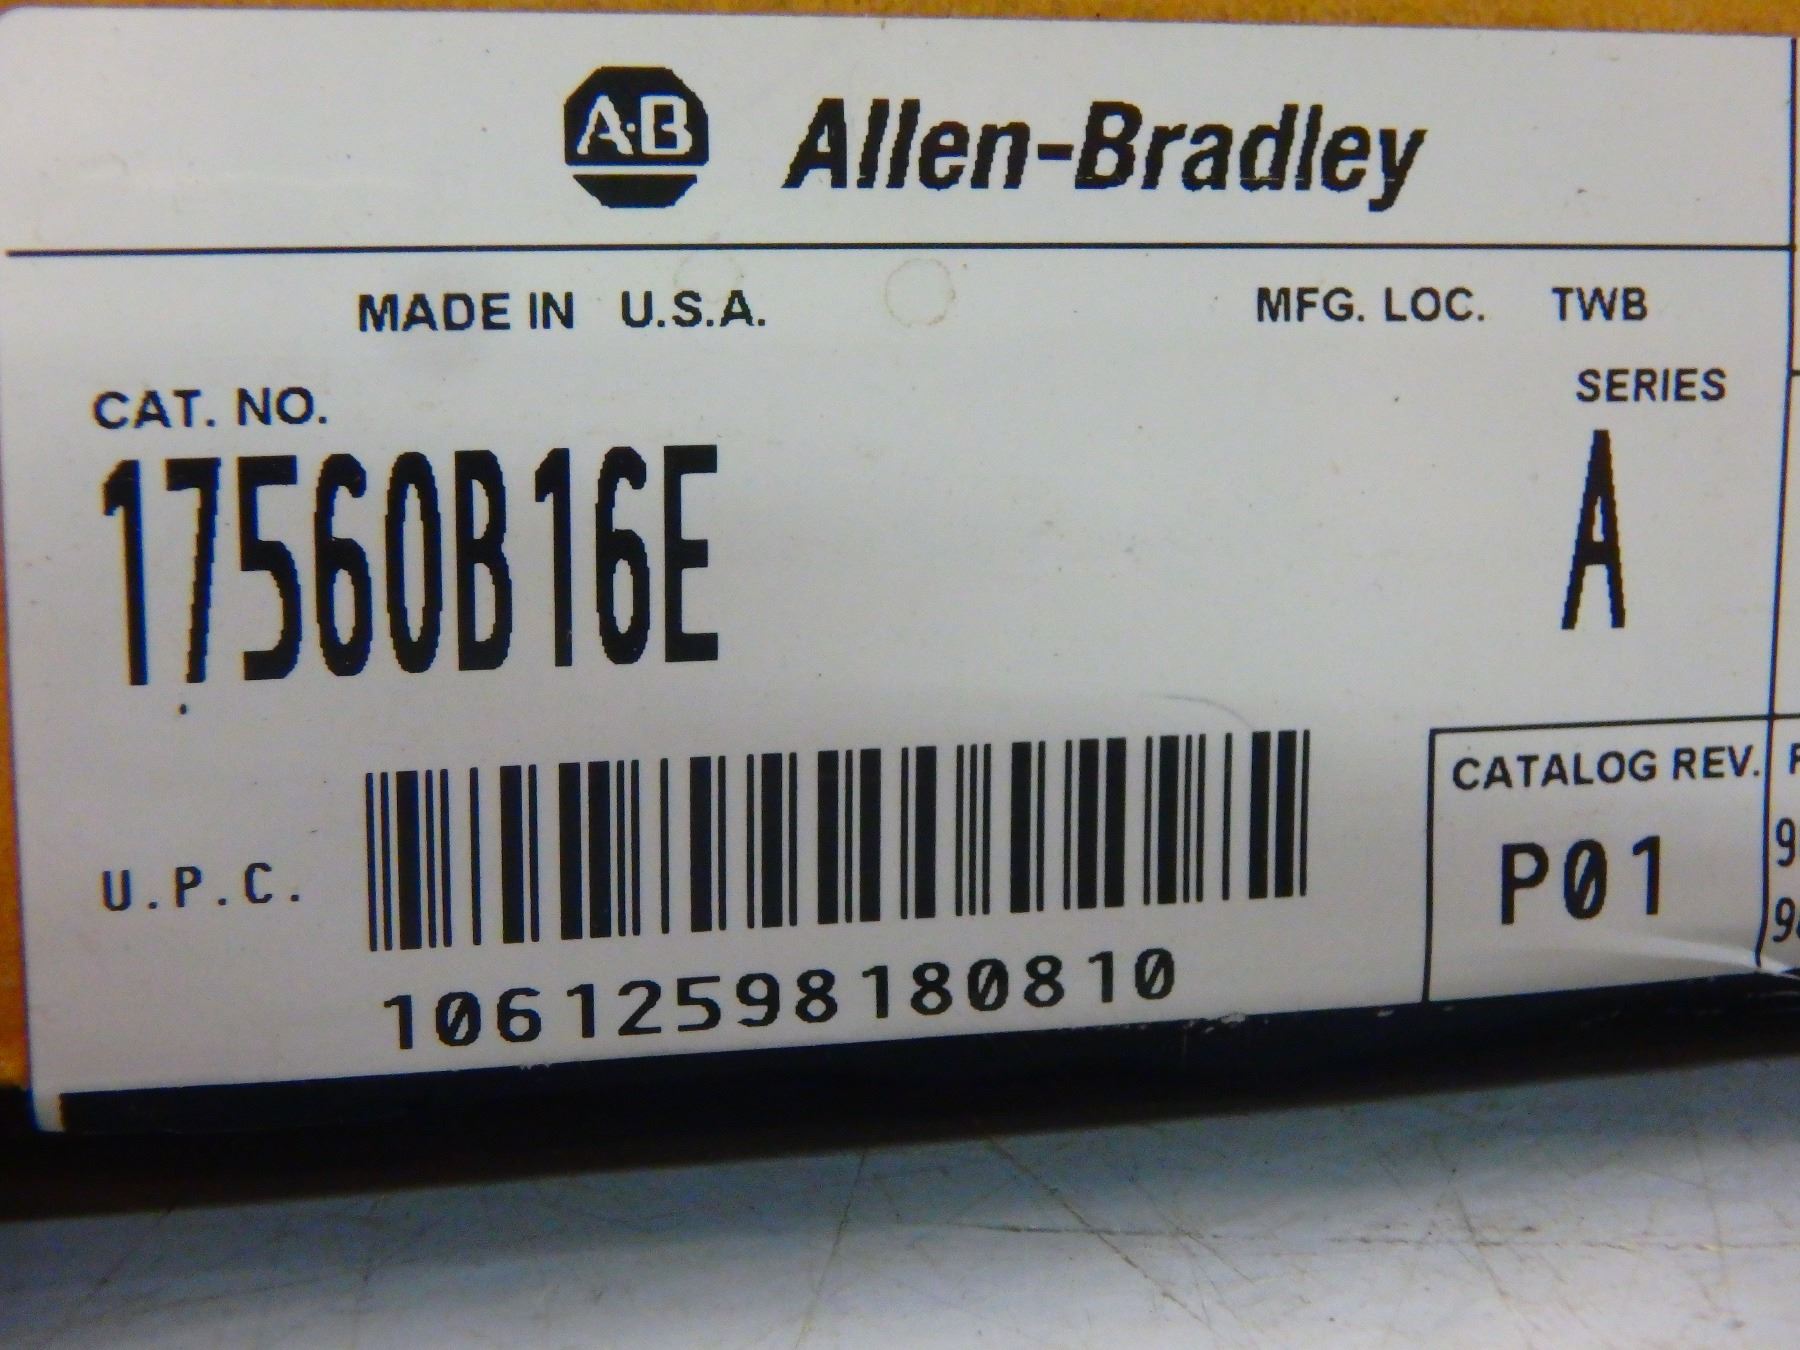 A-B Allen-Bradley
MADE IN U.S.A. MFG. LOC. TWB
CAT. NO. SERIES
17560B16E A
CATALOG REV.
U.P.C. P01
10612598180810